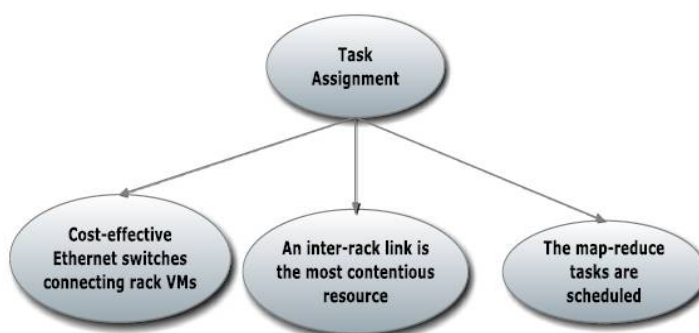 Task
Assignment
Cost-effective
Ethernet switches
connecting rack VMs
An inter-rack link is
the most contentious
resource
The map-reduce
tasks are
scheduled